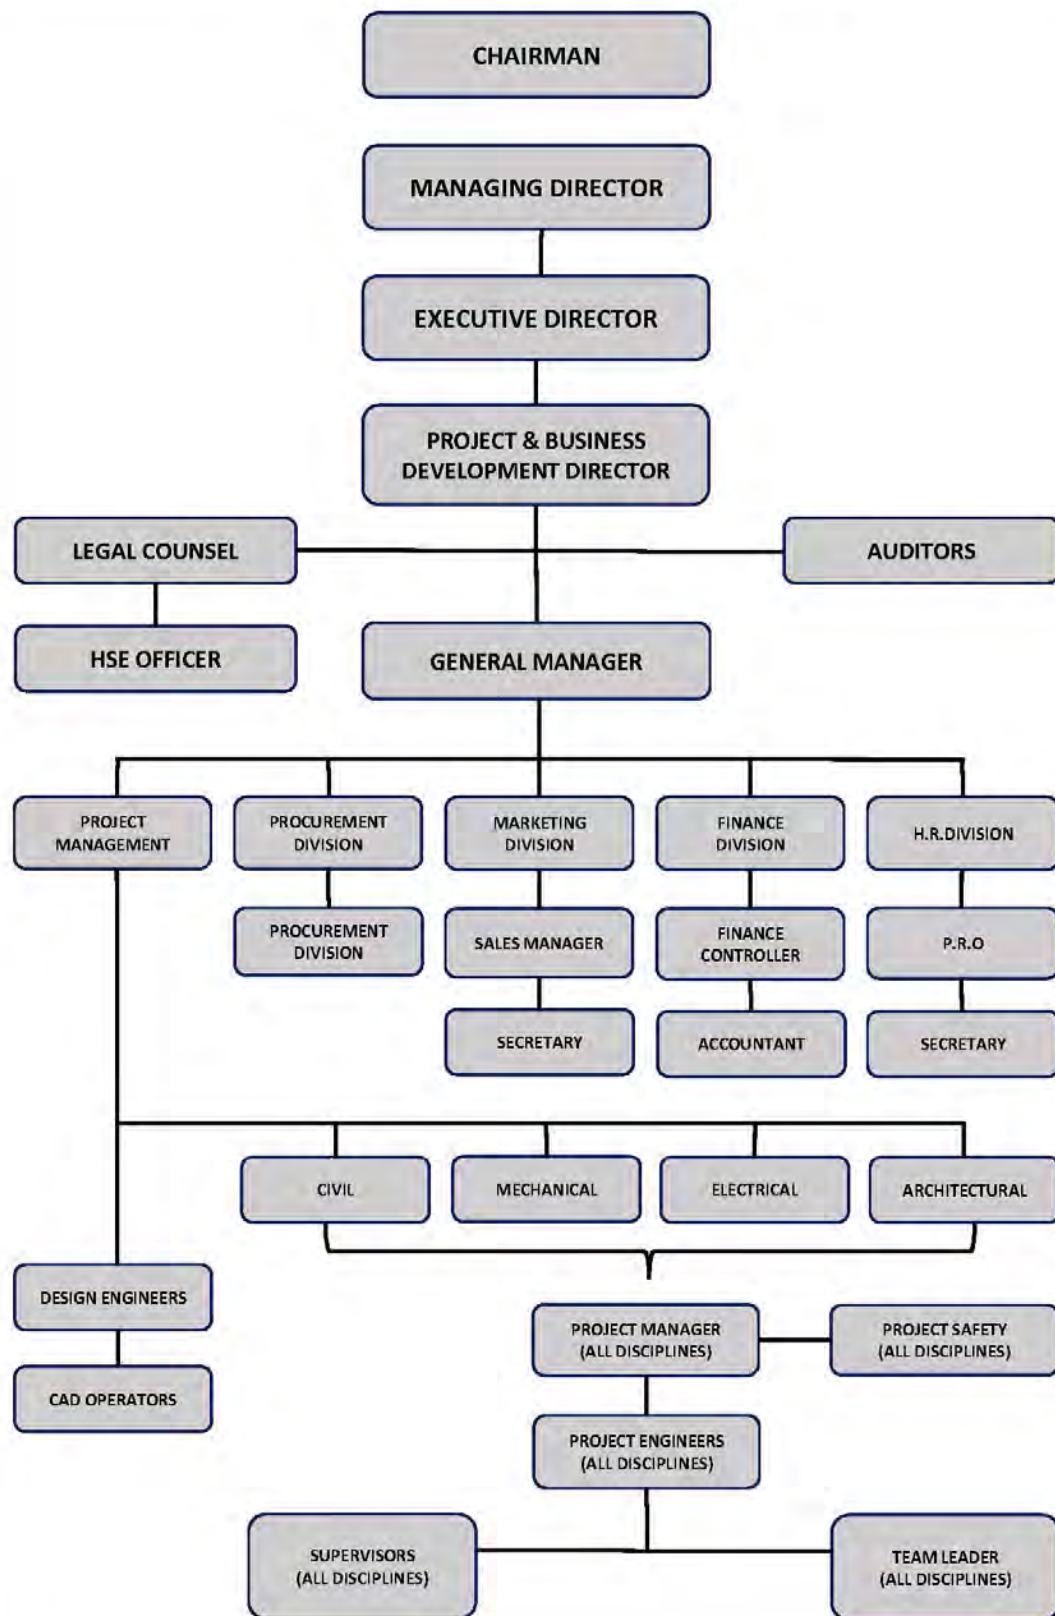 CHAIRMAN
MANAGING DIRECTOR
EXECUTIVE DIRECTOR
PROJECT & BUSINESS
DEVELOPMENT DIRECTOR
LEGAL COUNSEL
AUDITORS
HSE OFFICER
GENERAL MANAGER
PROJECT
MANAGEMENT
PROCUREMENT
DIVISION
MARKETING
DIVISION
FINANCE
DIVISION
H.R.DIVISION
PROCUREMENT
DIVISION
SALES MANAGER
FINANCE
CONTROLLER
P.R.O
SECRETARY
ACCOUNTANT
SECRETARY
CIVIL
MECHANICAL
ELECTRICAL
ARCHITECTURAL
DESIGN ENGINEERS
PROJECT MANAGER
(ALL DISCIPLINES)
PROJECT SAFETY
(ALL DISCIPLINES)
CAD OPERATORS
PROJECT ENGINEERS
(ALL DISCIPLINES)
SUPERVISORS
(ALL DISCIPLINES)
TEAM LEADER
(ALL DISCIPLINES)